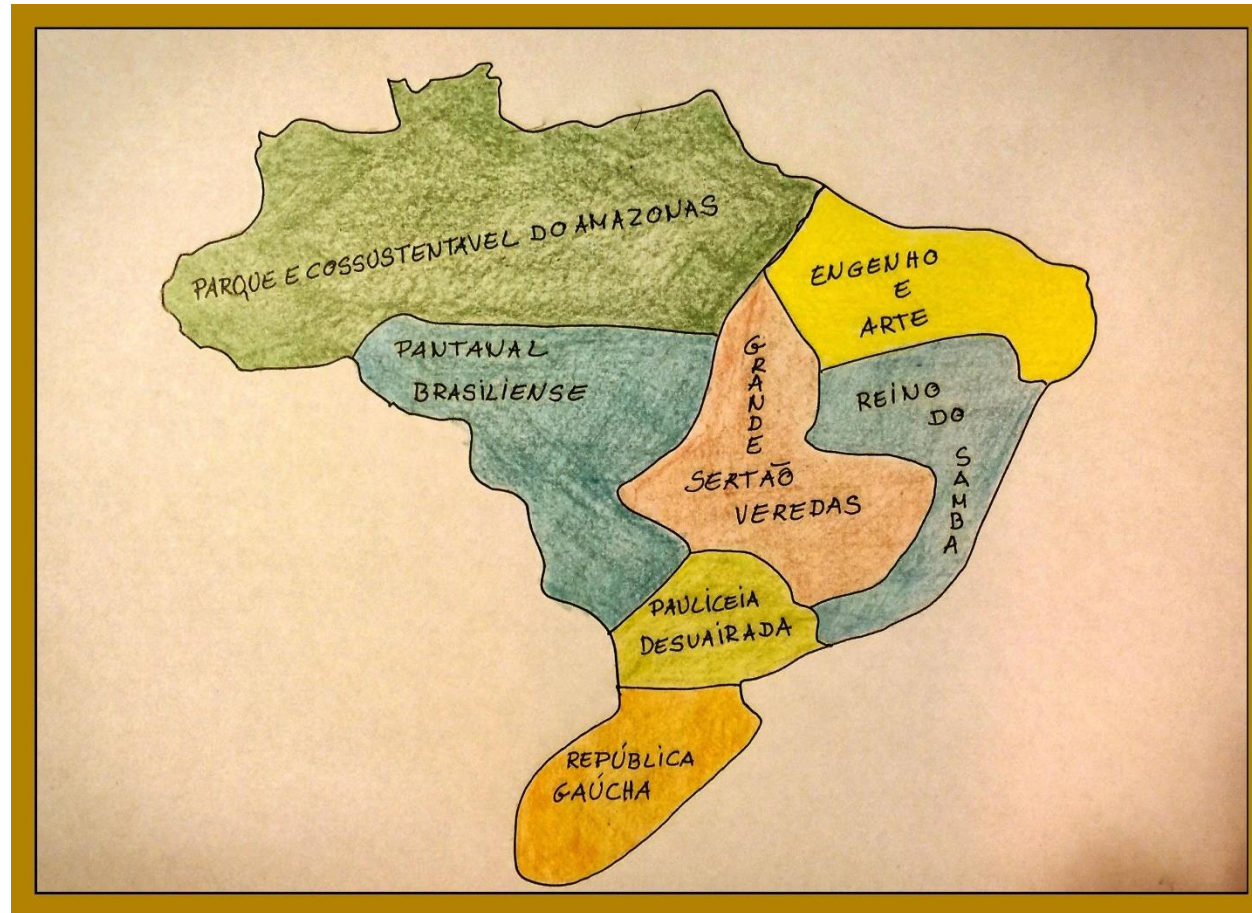 PARQUE ECOSSUSTENTAVEL DO AMAZONAS
PANTANAL
BRASILIENSE
ENGENHO
E
ARTE
GRANDE
SERTÃO
VEREDAS
REINO
DO
SAMBA
PAULICEIA
DESVAIRADA
REPÚBLICA
GAÚCHA